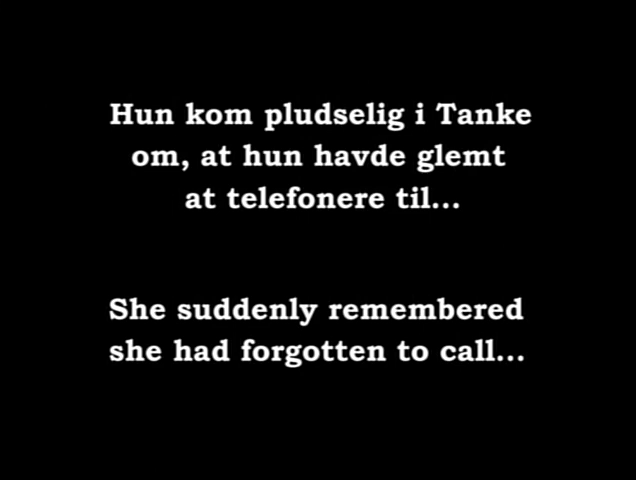 Hun kom pludselig i Tanke
om, at hun havde glemt
at telefonere til...
She suddenly remembered
she had forgotten to call...